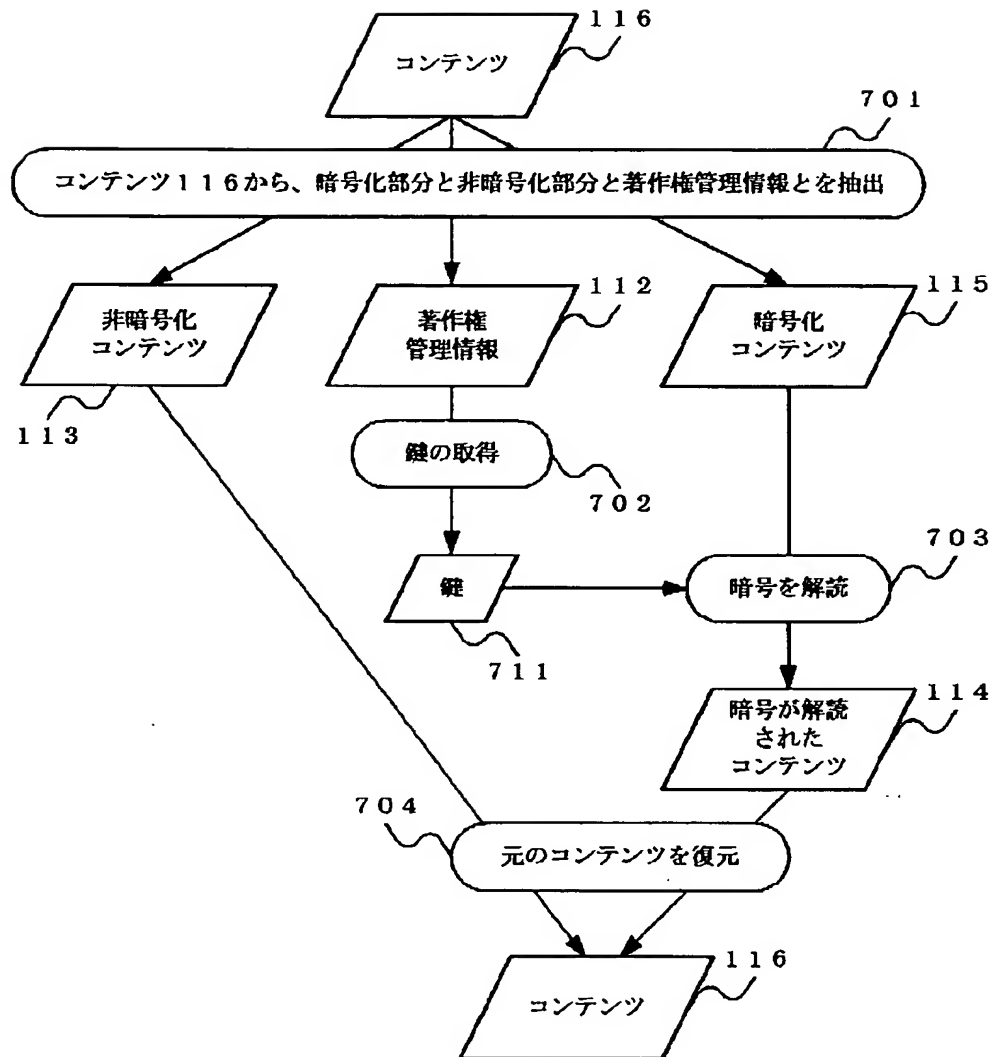 116
コンテンツ
701
コンテンツ116から、暗号化部分と非暗号化部分と著作権管理情報とを抽出
非暗号化
コンテンツ
113
112
著作権
管理情報
115
暗号化
コンテンツ
鍵の取得
702
703
鍵
711
暗号を解読
114
暗号が解読
された
コンテンツ
704
元のコンテンツを復元
116
コンテンツ